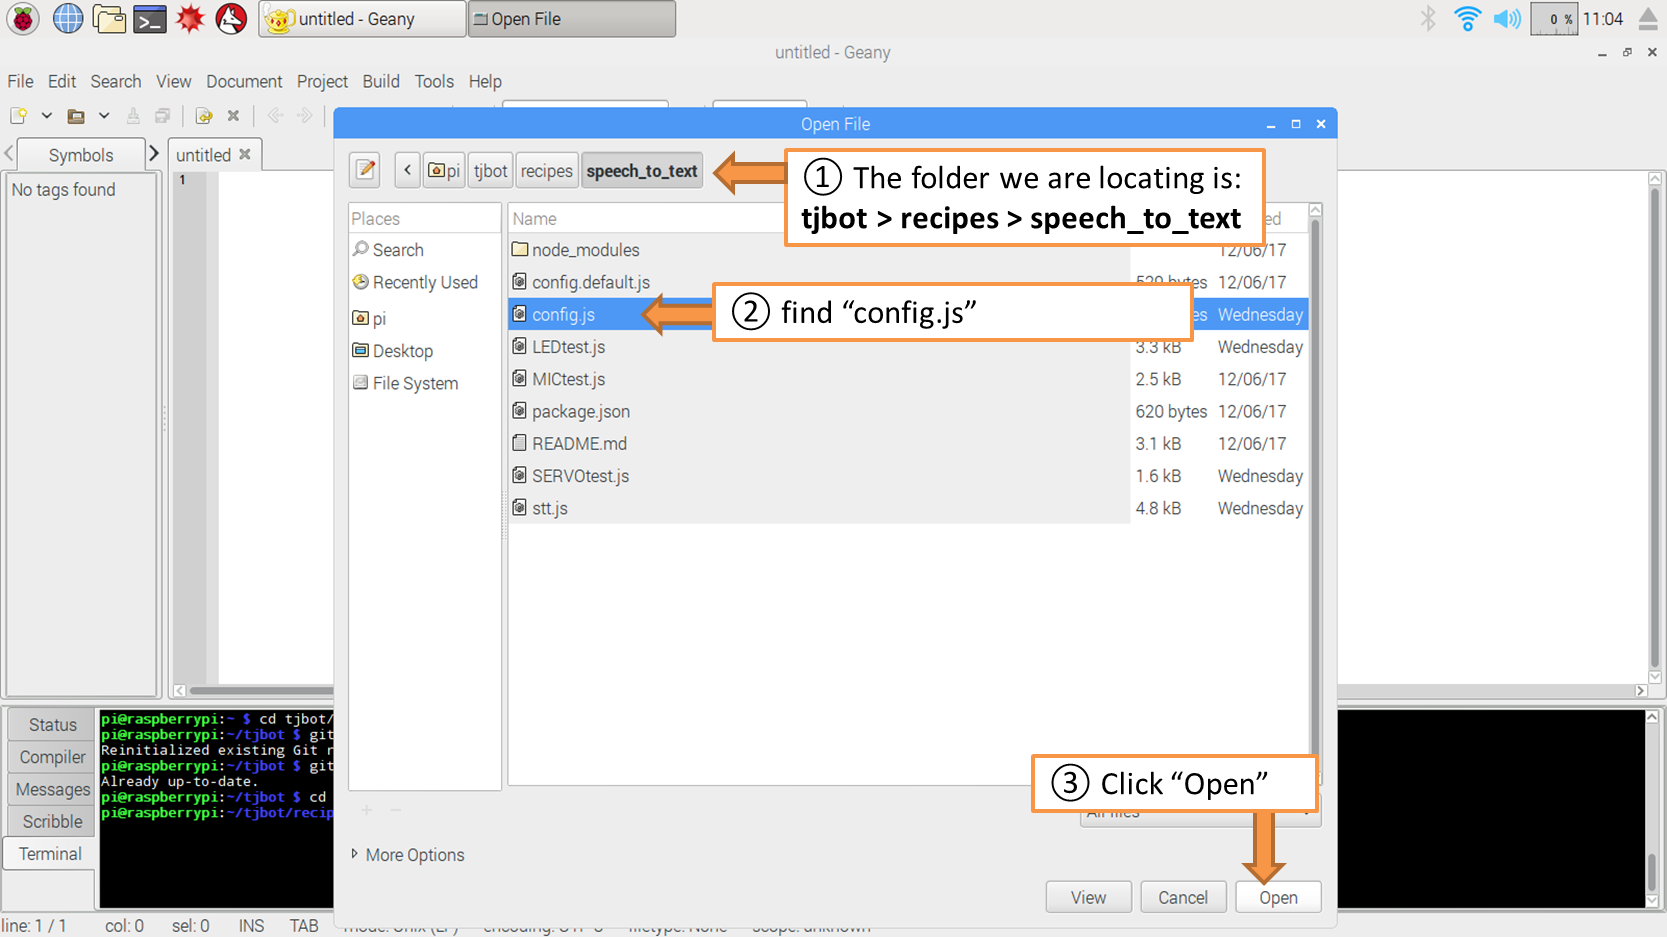 untitled - Geany
Open File
0 %
11:04
untitled - Geany
File Edit Search View Document Project Build Tools Help
Open File
Symbols
untitled
pi
tjbot
recipes
speech_to_text
① The folder we are locating is:
tjbot > recipes > speech_to_text
No tags found
1
Places
Name
ed
Search
node_modules
12/06/17
Recently Used
config.default.js
bytes 12/06/17
② find “config.js”
pi
config.js
es Wednesday
Desktop
LEDtest.js
3.3 kB Wednesday
File System
MICtest.js
2.5 kB 12/06/17
package.json
620 bytes 12/06/17
README.md
3.1 kB 12/06/17
SERVOtest.js
1.6 kB Wednesday
stt.js
4.8 kB Wednesday
Status
Compiler
Messages
Scribble
Terminal
pi@raspberrypi:~ $ cd tjbot/
pi@raspberrypi:~/tjbot $ git
Reinitialized existing Git r
pi@raspberrypi:~/tjbot $ git
Already up-to-date.
pi@raspberrypi:~/tjbot $ cd
pi@raspberrypi:~/tjbot/recip
③ Click “Open”
All files
More Options
View
Cancel
Open
line: 1 / 1 col: 0 sel: 0 INS TAB